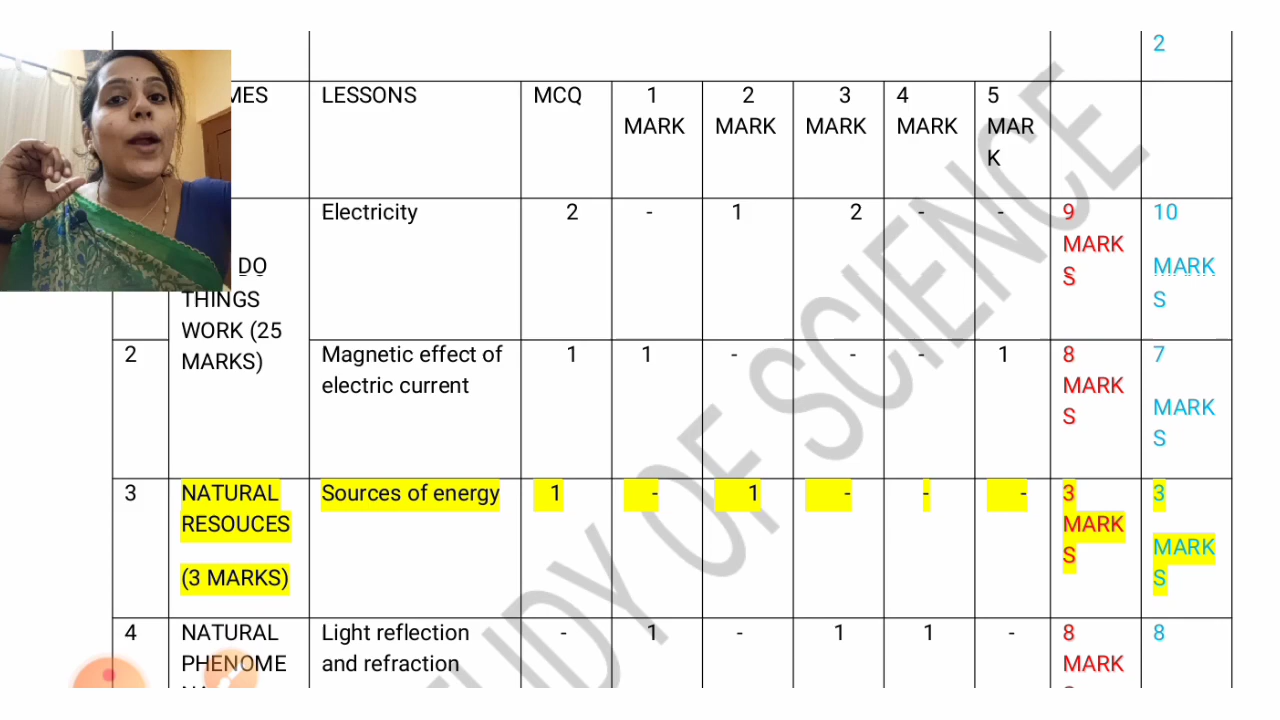 2
MES LESSONS MCQ 1 MARK 2 MARK 3 MARK 4 MARK 5 MAR K
DO THINGS WORK (25 MARKS) Electricity 2 - 1 2 - - 9 MARK S 10 MARK S
2 Magnetic effect of electric current 1 1 - - - 1 8 MARK S 7 MARK S
3 NATURAL RESOUCES (3 MARKS) Sources of energy 1 - 1 - - - 3 MARK S 3 MARK S
4 NATURAL PHENOME Light reflection and refraction - 1 - 1 1 - 8 MARK 8
UDY OF SCIENCE